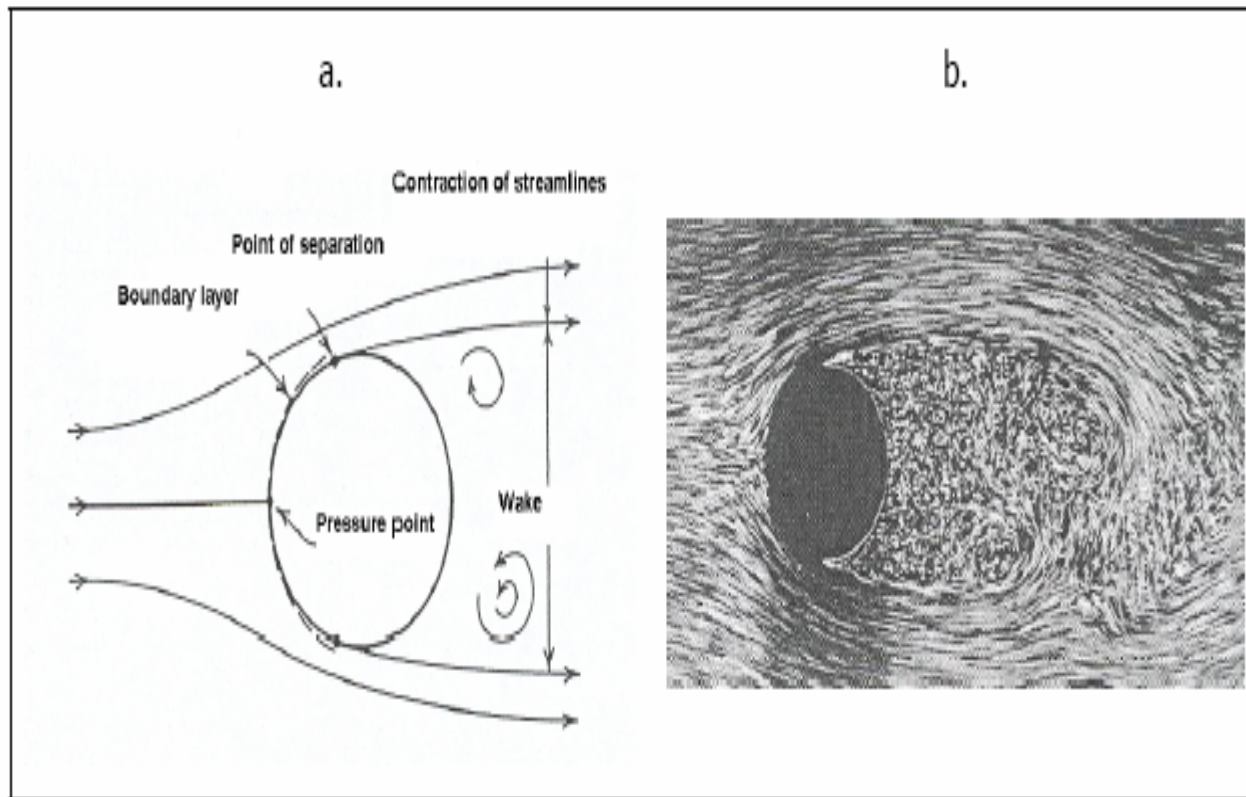 a.
b.
Contraction of streamlines
Point of separation
Boundary layer
Pressure point
Wake